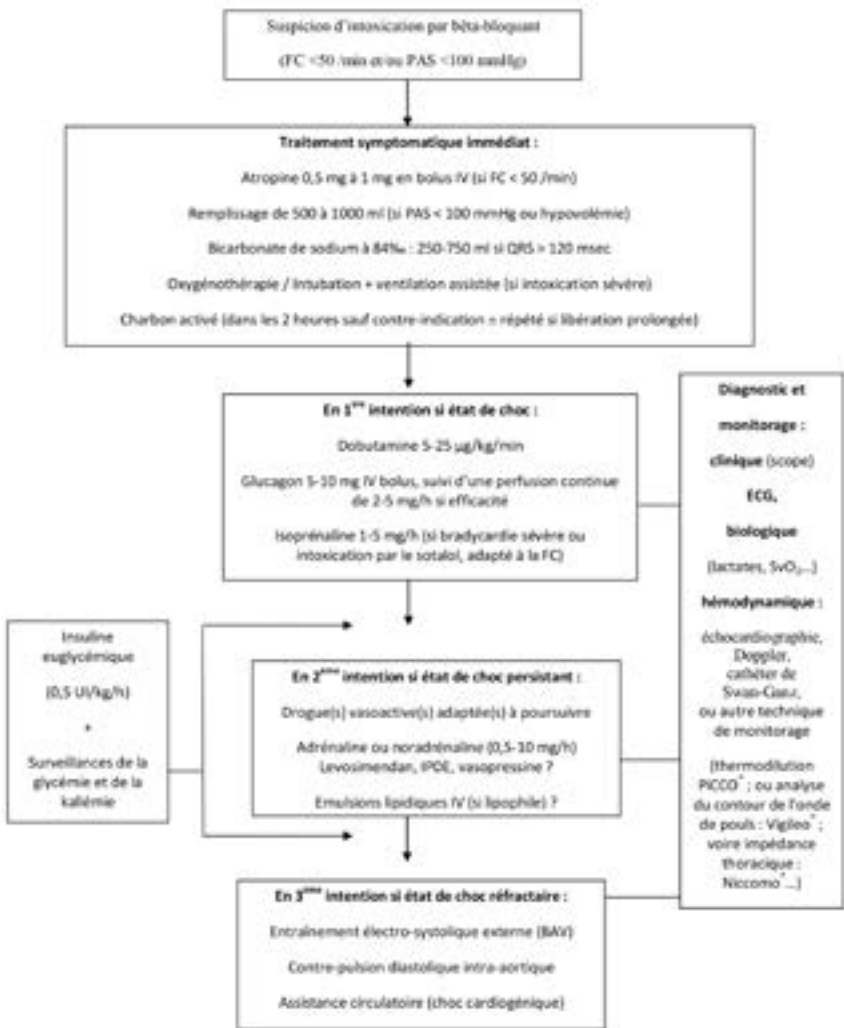 Suspicion d'intoxication par bêta-bloquant
(FC <50 /min et/ou PAS <100 mmHg)
Traitement symptomatique immédiat :
Atropine 0,5 mg à 1 mg en bolus IV (si FC < 50 /min)
Remplissage de 500 à 1000 ml (si PAS < 100 mmHg ou hypovolémie)
Bicarbonate de sodium à 84‰ : 250-750 ml si QRS > 120 msec
Oxygénothérapie / Intubation + ventilation assistée (si intoxication sévère)
Charbon activé (dans les 2 heures sauf contre-indication ± répété si libération prolongée)
En 1ère intention si état de choc :
Dobutamine 5-25 µg/kg/min
Glucagon 5-10 mg IV bolus, suivi d'une perfusion continue
de 2-5 mg/h si efficacité
Isoprénaline 1-5 mg/h (si bradycardie sévère ou
intoxication par le sotalol, adapté à la FC)
Insuline
euglycémique
(0,5 UI/kg/h)
+
Surveillances de la
glycémie et de la
kaliémie
En 2ème intention si état de choc persistant :
Drogue(s) vasoactive(s) adaptée(s) à poursuivre
Adrénaline ou noradrénaline (0,5-10 mg/h)
Levosimendan, IPDE, vasopressine ?
Emulsions lipidiques IV (si lipophile) ?
En 3ème intention si état de choc réfractaire :
Entraînement électro-systolique externe (BAV)
Contre-pulsion diastolique intra-aortique
Assistance circulatoire (choc cardiogénique)
Diagnostic et
monitorage :
clinique (scope)
ECG,
biologique
(lactates, SvO₂...)
hémodynamique :
échocardiographie,
Doppler,
cathéter de
Swan-Ganz,
ou autre technique
de monitorage
(thermodilution
PiCCO® ; ou analyse
du contour de l'onde
de pouls : Vigileo® ;
voire impédance
thoracique :
Niccomo®...)